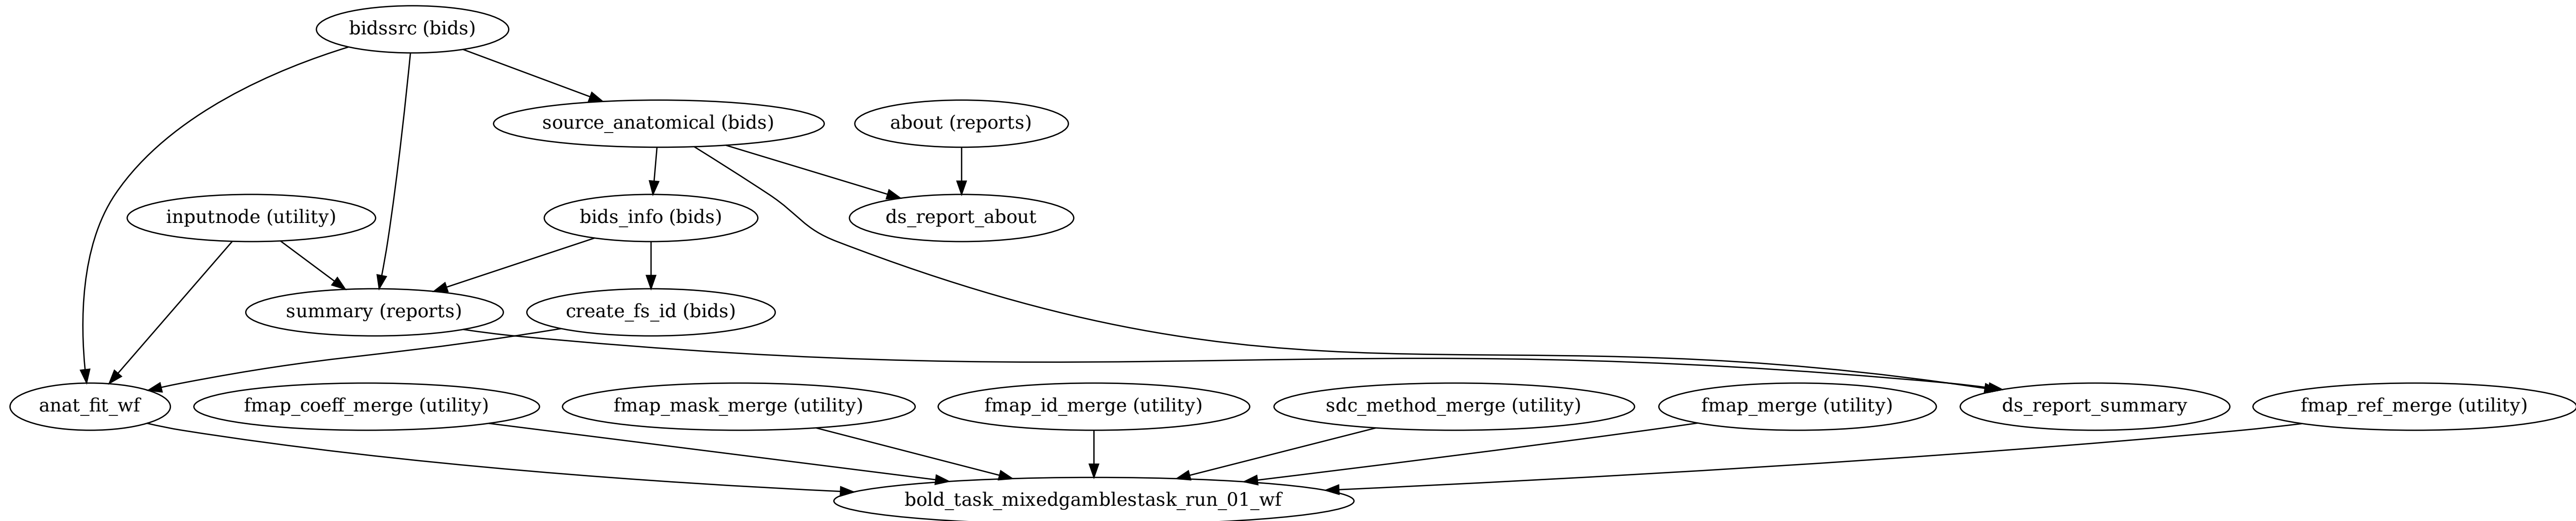 bidssrc (bids)
source_anatomical (bids)
about (reports)
inputnode (utility)
bids_info (bids)
ds_report_about
summary (reports)
create_fs_id (bids)
anat_fit_wf
fmap_coeff_merge (utility)
fmap_mask_merge (utility)
fmap_id_merge (utility)
sdc_method_merge (utility)
fmap_merge (utility)
ds_report_summary
fmap_ref_merge (utility)
bold_task_mixedgamblestask_run_01_wf